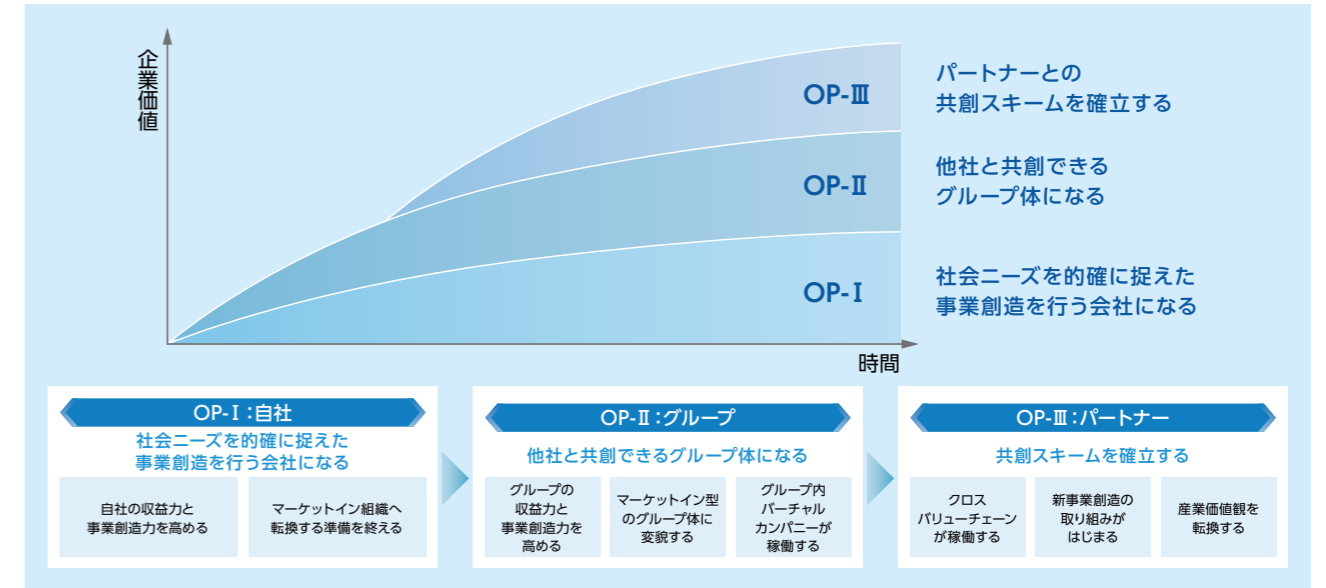 企業価値
OP-Ⅲ
パートナーとの
共創スキームを確立する
OP-Ⅱ
他社と共創できる
グループ体になる
OP-Ⅰ
社会ニーズを的確に捉えた
事業創造を行う会社になる
時間
OP-Ⅰ:自社
社会ニーズを的確に捉えた
事業創造を行う会社になる
自社の収益力と
事業創造力を高める
マーケットイン組織へ
転換する準備を終える
OP-Ⅱ:グループ
他社と共創できるグループ体になる
グループの
収益力と
事業創造力を
高める
マーケットイン型
のグループ体に
変貌する
グループ内
バーチャル
カンパニーが
稼働する
OP-Ⅲ:パートナー
共創スキームを確立する
クロス
バリューチェーン
が稼働する
新事業創造の
取り組みが
はじまる
産業価値観を
転換する